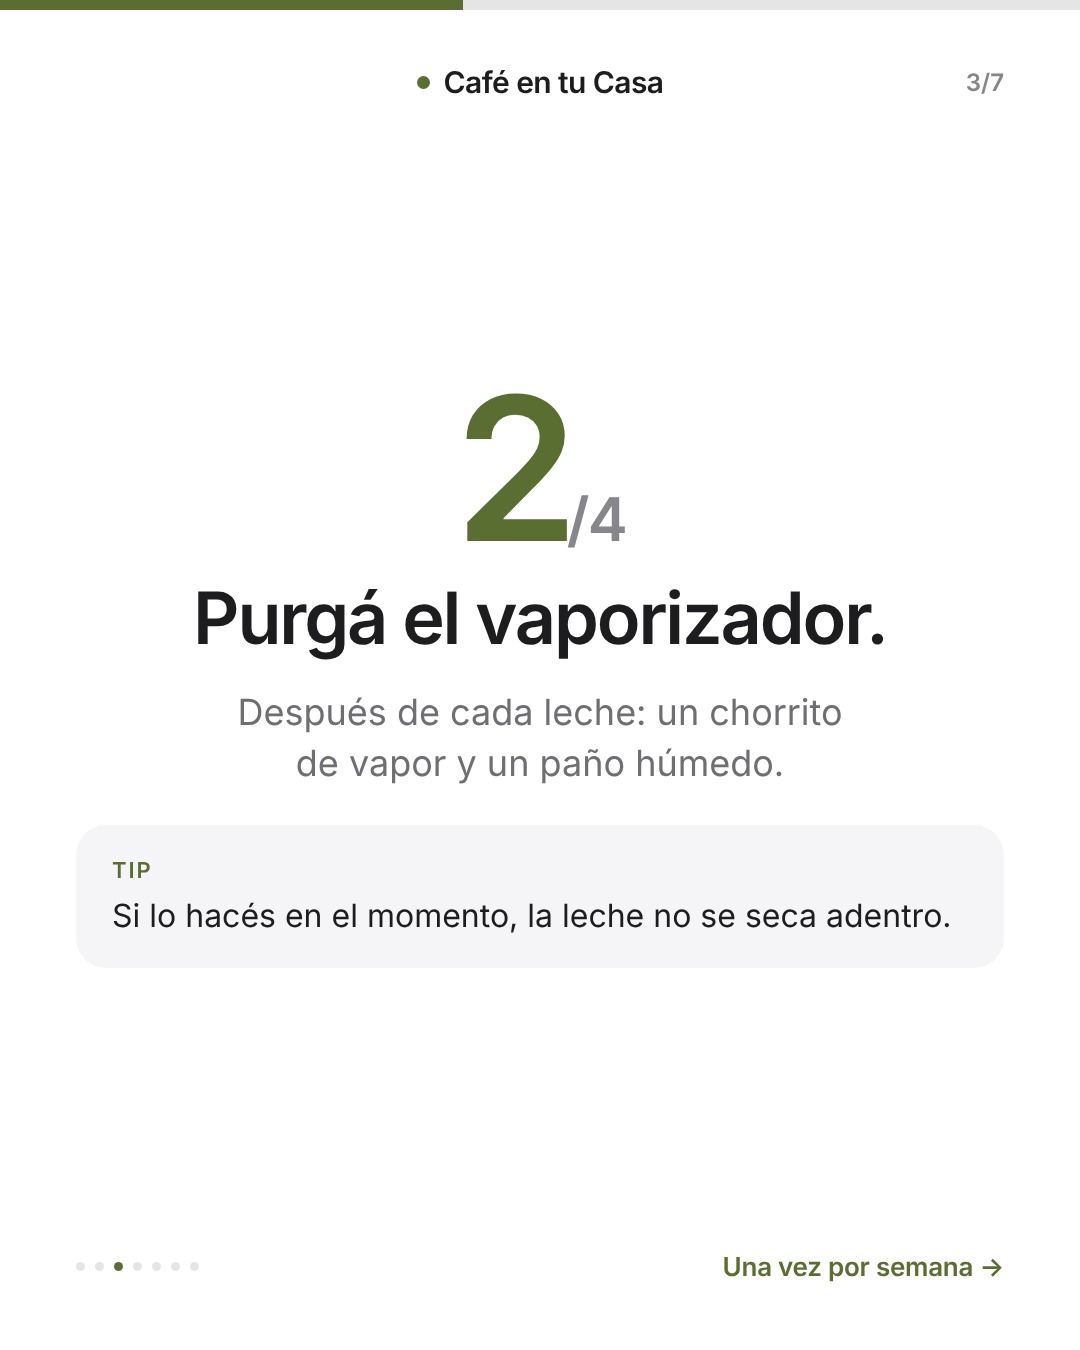 Café en tu Casa
3/7
2/4
Purgá el vaporizador.
Después de cada leche: un chorrito
de vapor y un paño húmedo.
TIP
Si lo hacés en el momento, la leche no se seca adentro.
Una vez por semana →